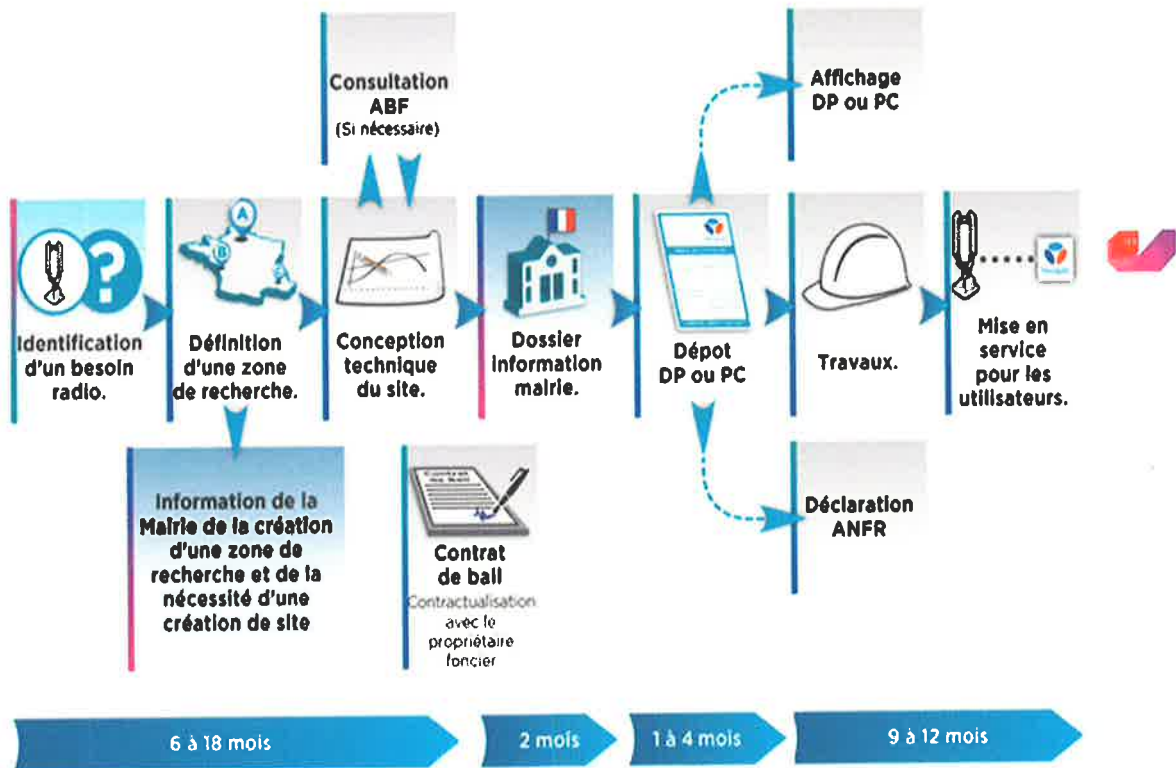 Consultation
ABF
(Si nécessaire)
Affichage
DP ou PC
A
B
Identification
d'un besoin
radio.
Définition
d'une zone
de recherche.
Conception
technique
du site.
Dossier
information
mairie.
Dépot
DP ou PC
Travaux.
Mise en
service
pour les
utilisateurs.
Information de la
Mairie de la création
d'une zone de
recherche et de la
nécessité d'une
création de site
Contrat
de Bail
Contrat
de bail
Contractualisation
avec le
propriétaire
foncier
Déclaration
ANFR
6 à 18 mois
2 mois
1 à 4 mois
9 à 12 mois